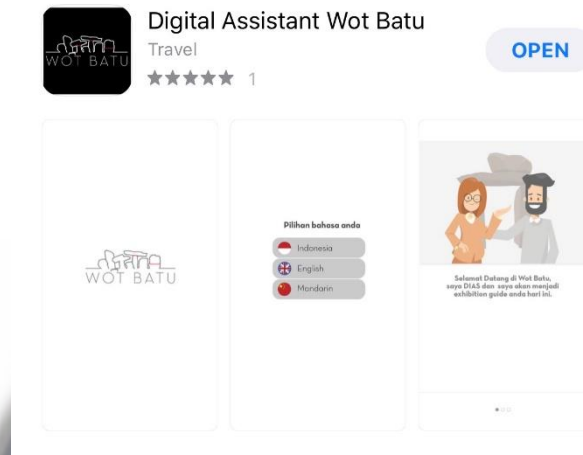 Digital Assistant Wot Batu
Travel
1
OPEN
WOT BATU
WOT BATU
Pilihan bahasa anda
Indonesia
English
Mandarin
Selamat Datang di Wot Batu,
saya DIAS dan saya akan menjadi
exhibition guide anda hari ini.